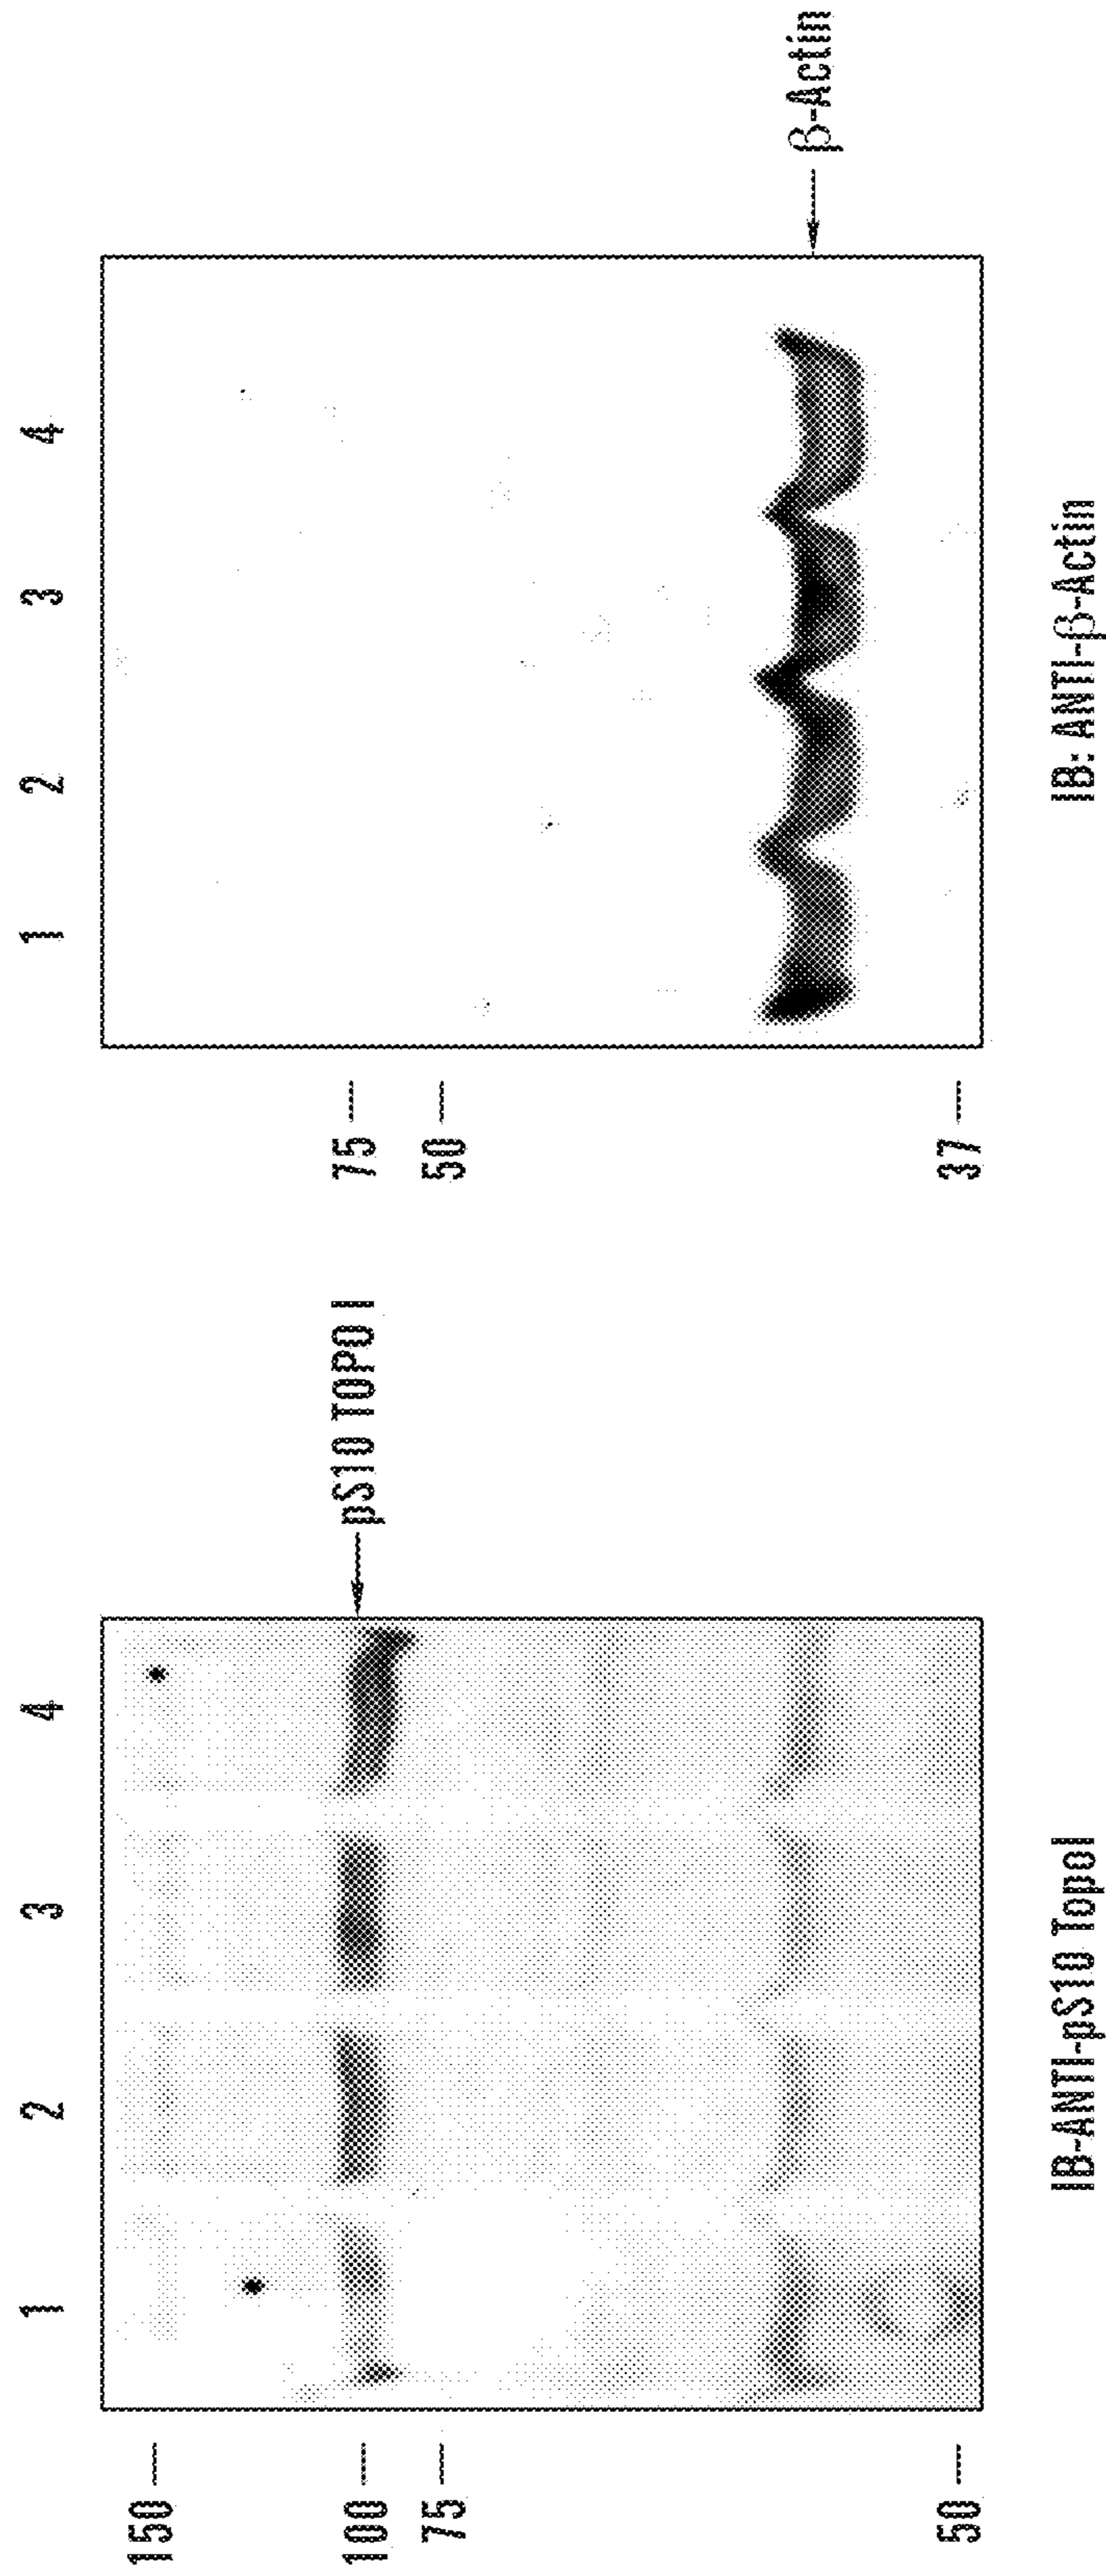 1 2 3 4
150
100
75
50
pS10 TOPO I
IB-ANTI-pS10 TopoI
1 2 3 4
75
50
37
β-Actin
IB: ANTI-β-Actin